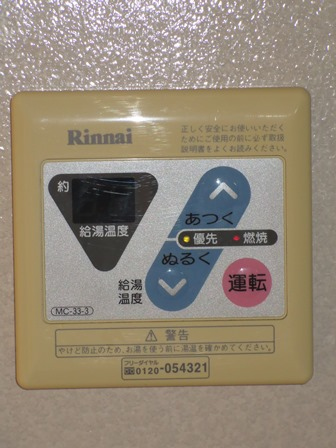 Rinnai
正しく安全にお使いいただく
ためにご使用の前に必ず取扱
説明書をよくお読みください。
約
給湯温度
あつく
優先 燃焼
ぬるく
給湯
温度
運転
MC-33-3
警告
やけど防止のため、お湯を使う前に湯温を確かめてください。
フリーダイヤル
0120-054321